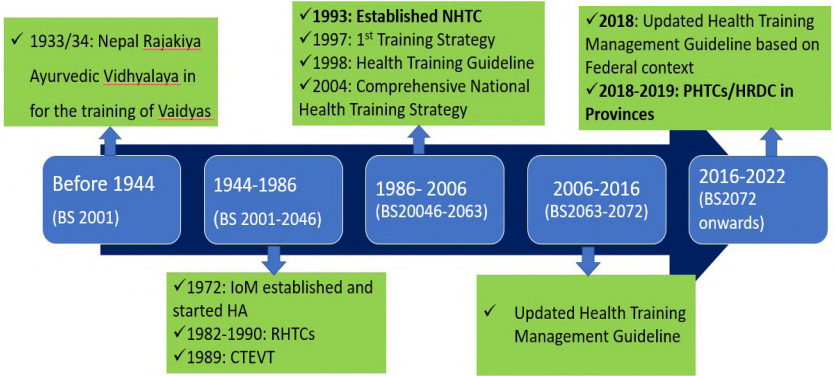 ✓ 1933/34: Nepal Rajakiya
Ayurvedic Vidhyalaya in
for the training of Vaidyas
✓1993: Established NHTC
✓1997: 1st Training Strategy
✓1998: Health Training Guideline
✓2004: Comprehensive National
Health Training Strategy
✓2018: Updated Health Training
Management Guideline based on
Federal context
✓2018-2019: PHTCs/HRDC in
Provinces
Before 1944
(BS 2001)
1944-1986
(BS 2001-2046)
1986- 2006
(BS20046-2063)
2006-2016
(BS2063-2072)
2016-2022
(BS2072
onwards)
✓1972: IoM established and
started HA
✓1982-1990: RHTCs
✓1989: CTEVT
✓ Updated Health Training
Management Guideline